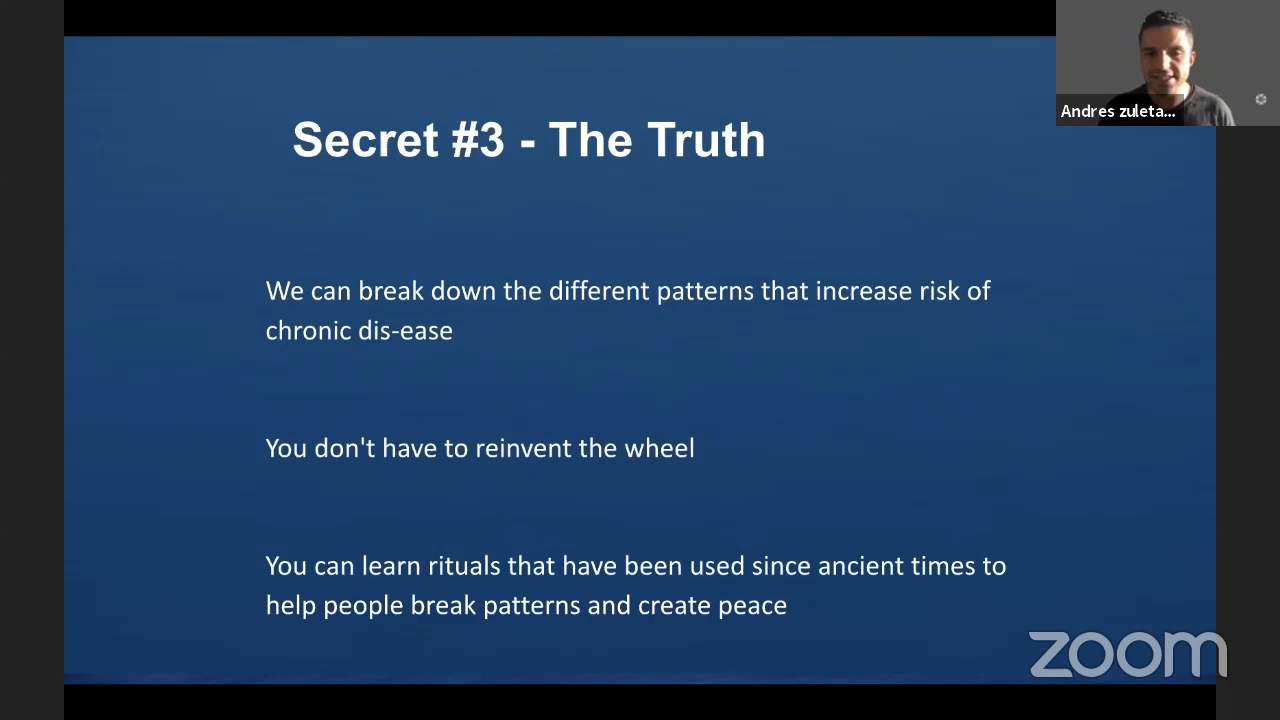 Andres zuleta...
Secret #3 - The Truth
We can break down the different patterns that increase risk of
chronic dis-ease
You don't have to reinvent the wheel
You can learn rituals that have been used since ancient times to
help people break patterns and create peace
zoom